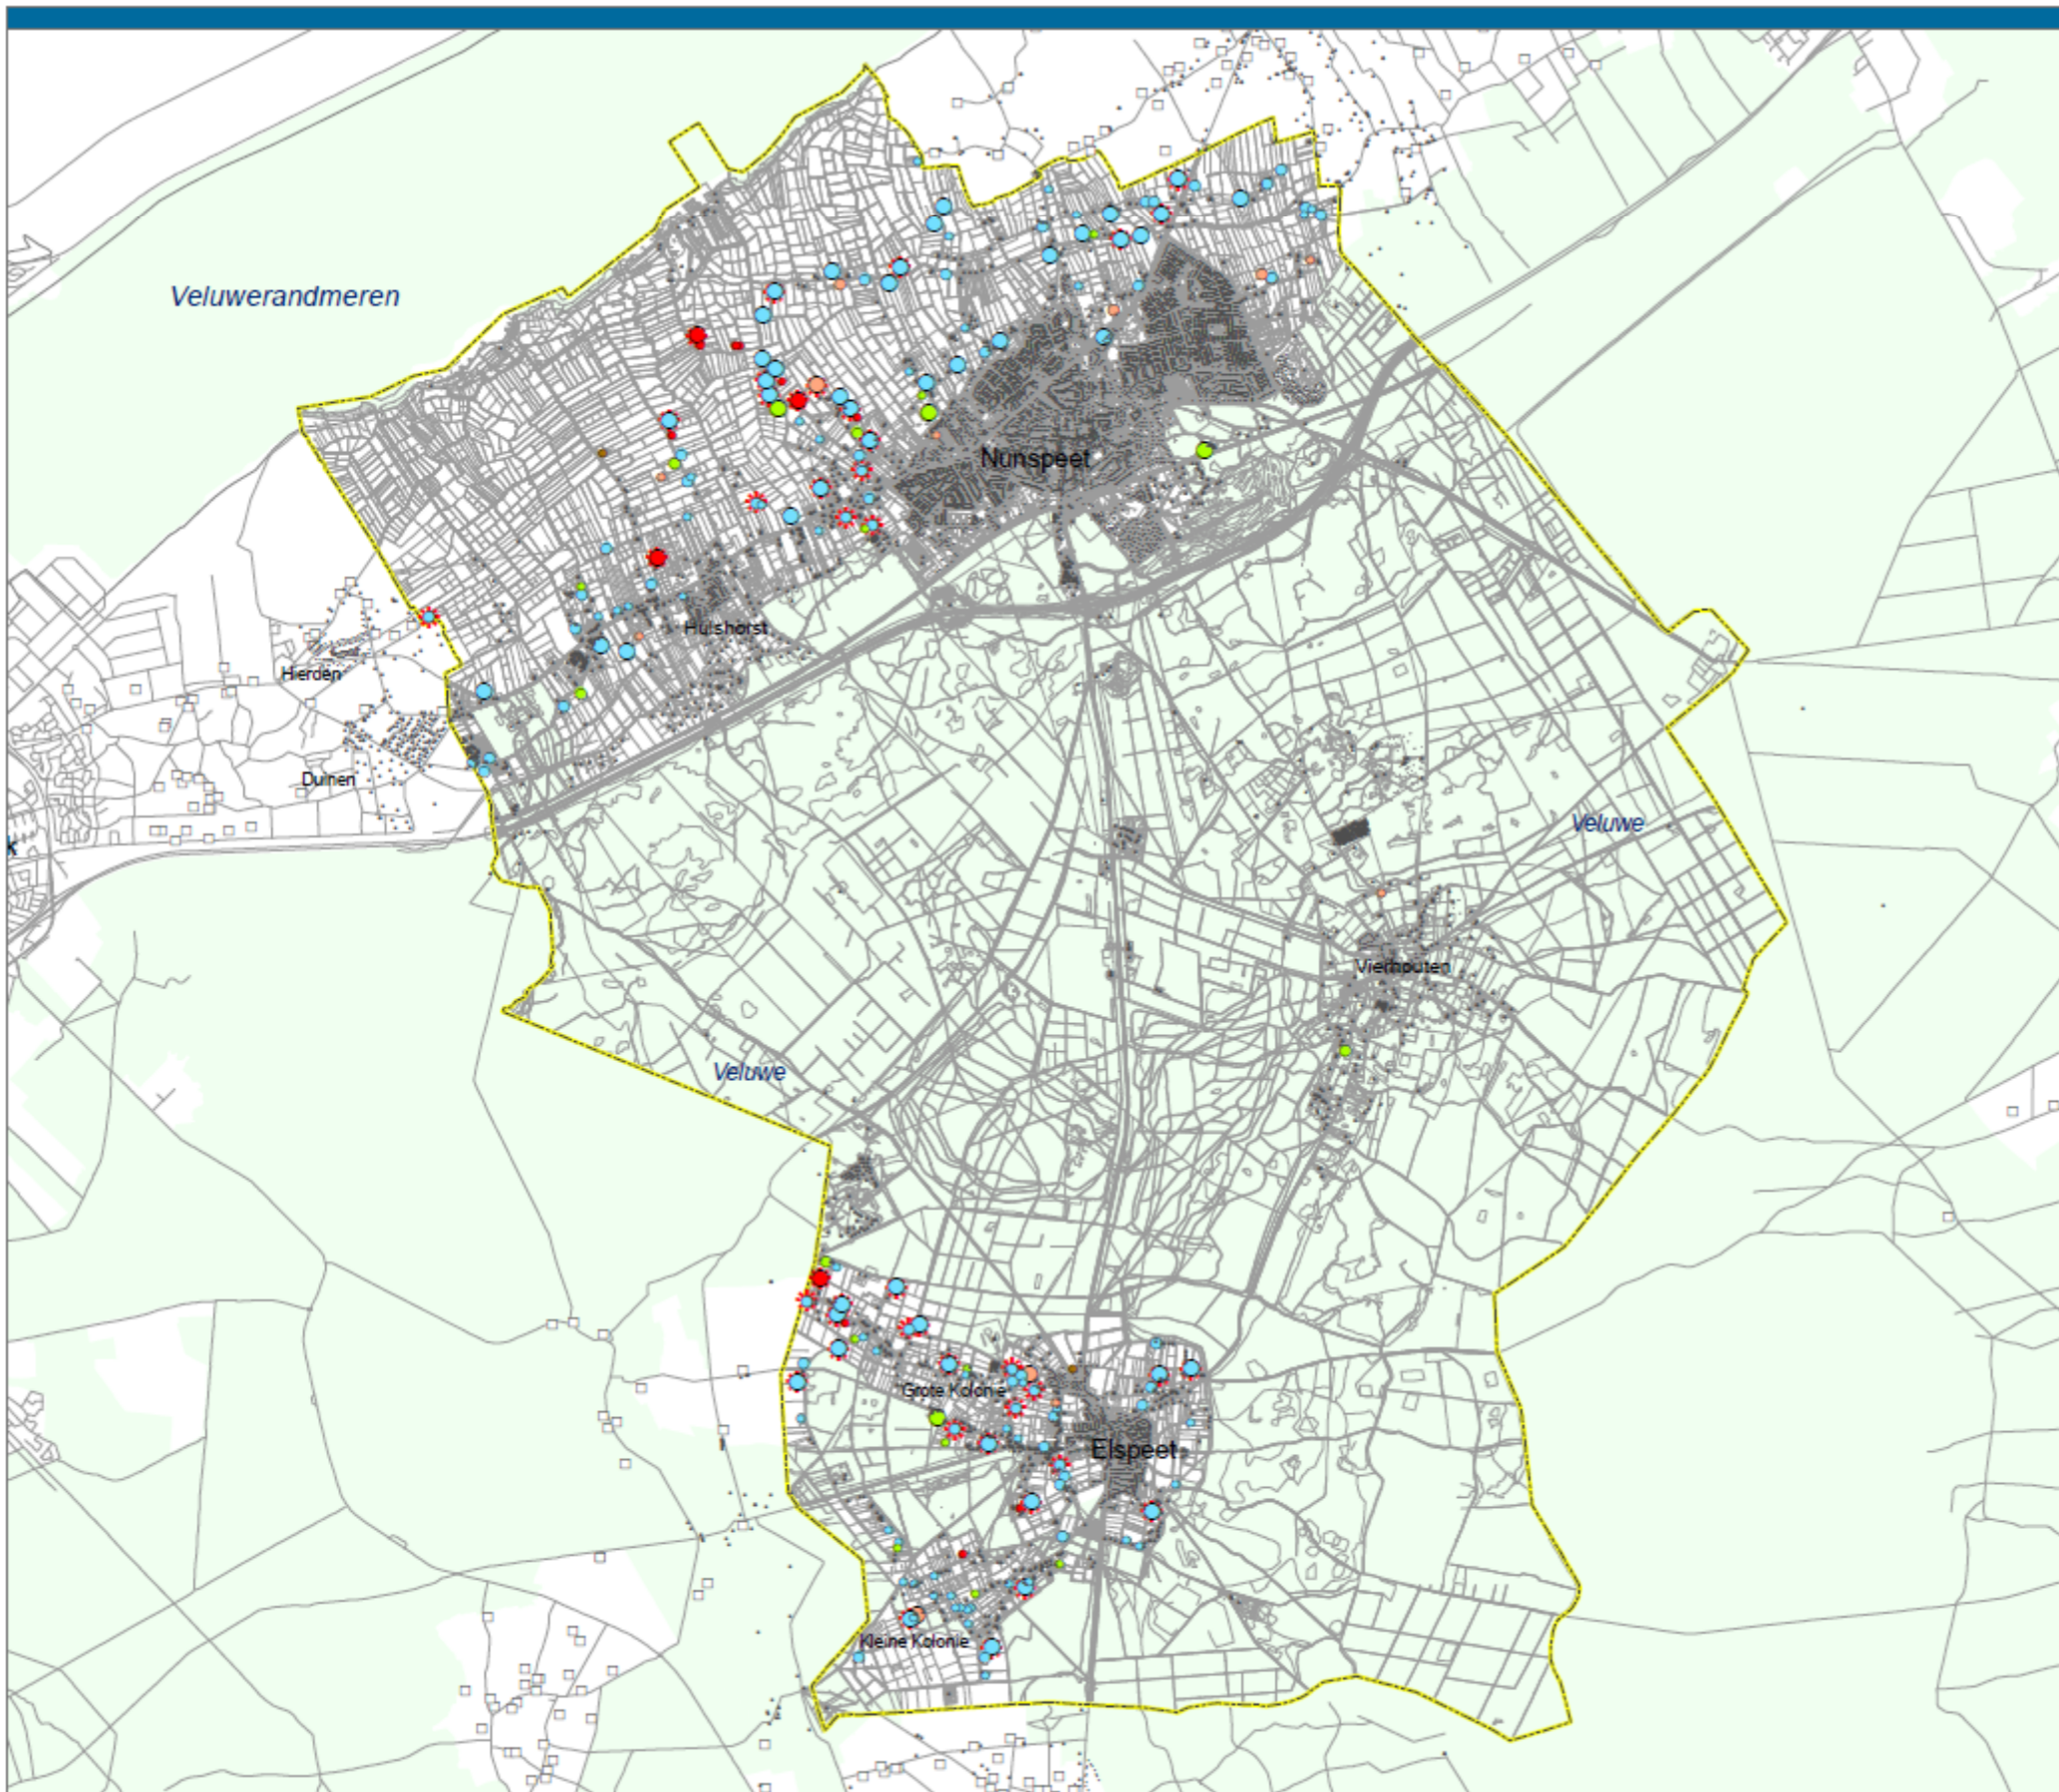 Veluwerandmeren
Nunspeet
Hulshorst
Hierden
Duinen
Veluwe
k
Vierhouten
Veluwe
Grote Kolonie
Elspeet
Kleine Kolonie